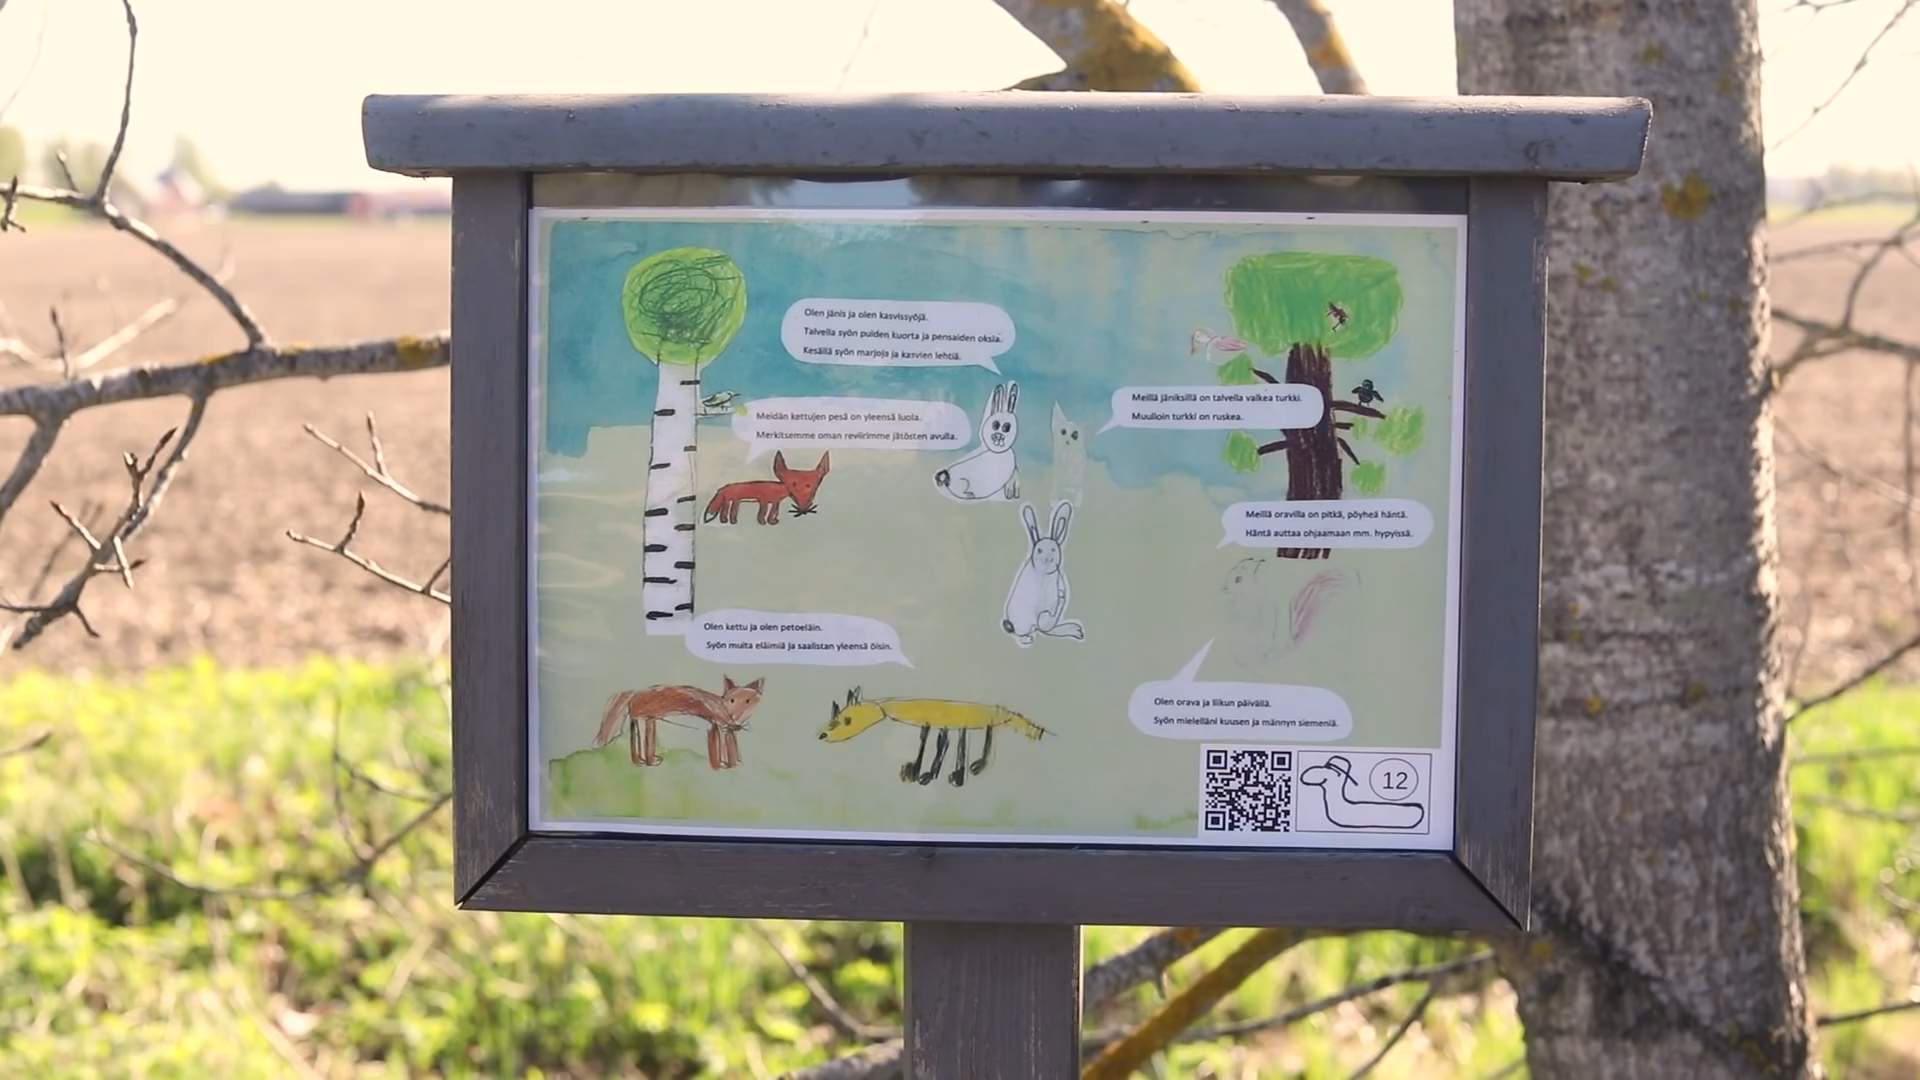 Olen jänis ja olen kasvissyöjä.
Talvella syön puiden kuorta ja pensaiden oksia.
Kesällä syön marjoja ja kasvien lehtiä.
Meidän kettujen pesä on yleensä luola.
Merkitsemme oman reviirimme jätösten avulla.
Meillä jäniksillä on talvella valkea turkki.
Muulloin turkki on ruskea.
Meillä oravilla on pitkä, pöyheä häntä.
Häntä auttaa ohjaamaan mm. hypyissä.
Olen kettu ja olen petoeläin.
Syön muita eläimiä ja saalistan yleensä öisin.
Olen orava ja liikun päivällä.
Syön mielelläni kuusen ja männyn siemeniä.
12